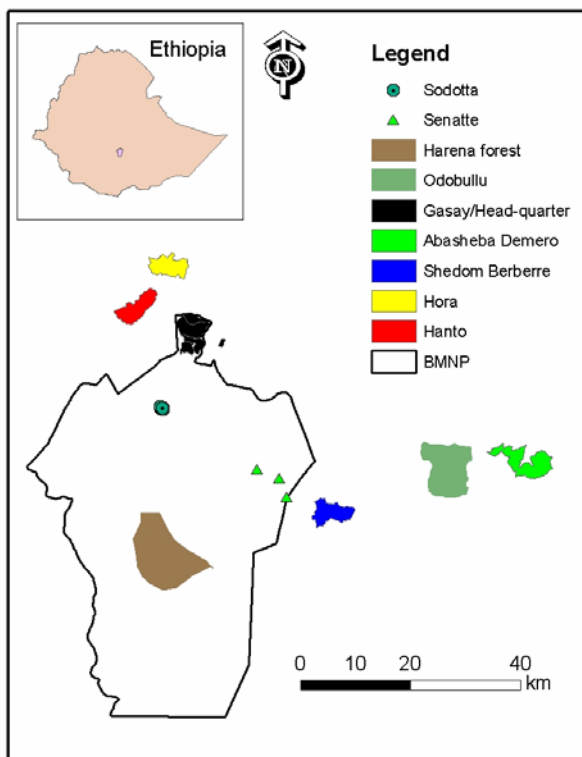 Ethiopia
N
Legend
Sodotta
Senatte
Harena forest
Odobullu
Gasay/Head-quarter
Abasheba Demero
Shedom Berberre
Hora
Hanto
BMNP
0 10 20 40
km